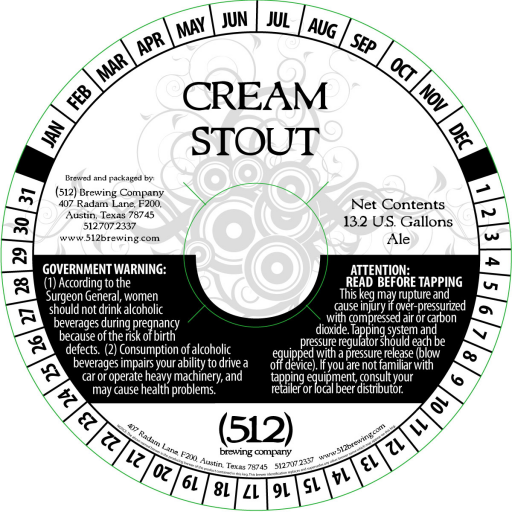 JAN
FEB
MAR
APR
MAY
JUN
JUL
AUG
SEP
OCT
NOV
DEC
CREAM
STOUT
Brewed and packaged by:
(512) Brewing Company
407 Radam Lane, F200,
Austin, Texas 78745
512.707.2337
www.512brewing.com
Net Contents
13.2 U.S. Gallons
Ale
GOVERNMENT WARNING:
(1) According to the
Surgeon General, women
should not drink alcoholic
beverages during pregnancy
because of the risk of birth
defects. (2) Consumption of alcoholic
beverages impairs your ability to drive a
car or operate heavy machinery, and
may cause health problems.
ATTENTION:
READ BEFORE TAPPING
This keg may rupture and
cause injury if over-pressurized
with compressed air or carbon
dioxide. Tapping system and
pressure regulator should each be
equipped with a pressure release (blow
off device). If you are not familiar with
tapping equipment, consult your
retailer or local beer distributor.
(512)
brewing company
407 Radam Lane, F200, Austin, Texas 78745 512.707.2337 www.512brewing.com
1
2
3
4
5
6
7
8
9
10
11
12
13
14
15
16
17
18
19
20
21
22
23
24
25
26
27
28
29
30
31